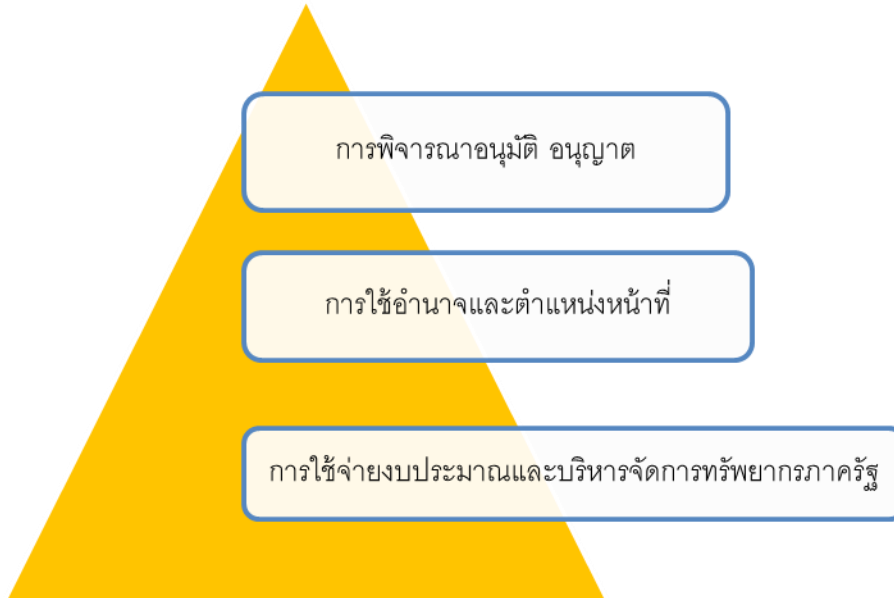 การพิจารณาอนุมัติ อนุญาต
การใช้อำนาจและตำแหน่งหน้าที่
การใช้จ่ายงบประมาณและบริหารจัดการทรัพยากรภาครัฐ